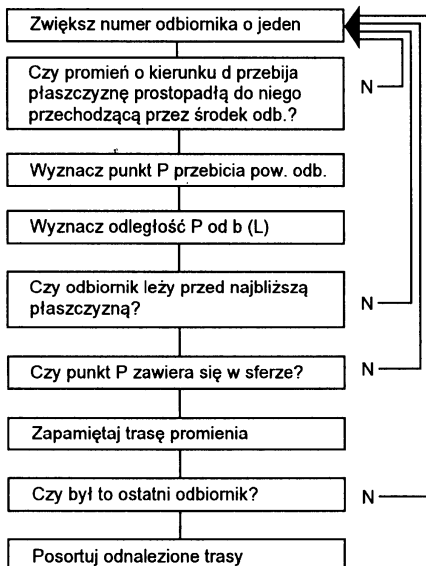 Zwiększ numer odbiornika o jeden
Czy promień o kierunku d przebija
płaszczyznę prostopadłą do niego
przechodzącą przez środek odb.?
N
Wyznacz punkt P przebicia pow. odb.
Wyznacz odległość P od b (L)
Czy odbiornik leży przed najbliższą
płaszczyzną?
N
Czy punkt P zawiera się w sferze?
N
Zapamiętaj trasę promienia
Czy był to ostatni odbiornik?
N
Posortuj odnalezione trasy